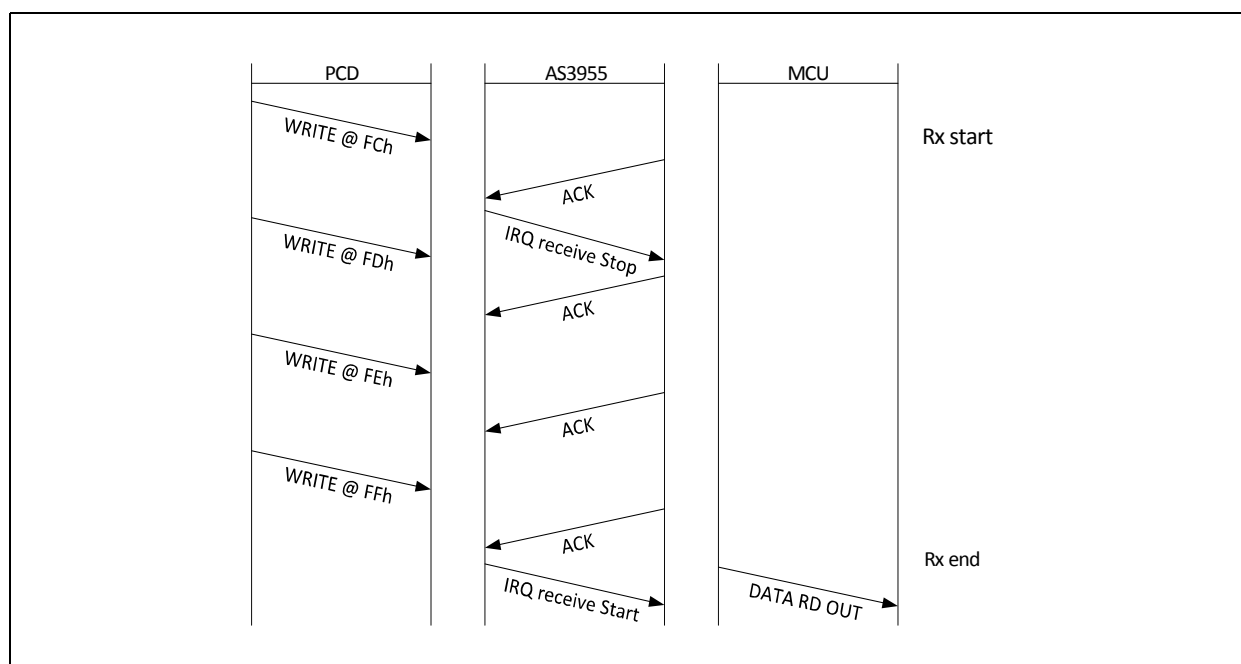 PCD
AS3955
MCU
WRITE @ FCh
Rx start
ACK
WRITE @ FDh
IRQ receive Stop
ACK
WRITE @ FEh
ACK
WRITE @ FFh
ACK
Rx end
IRQ receive Start
DATA RD OUT